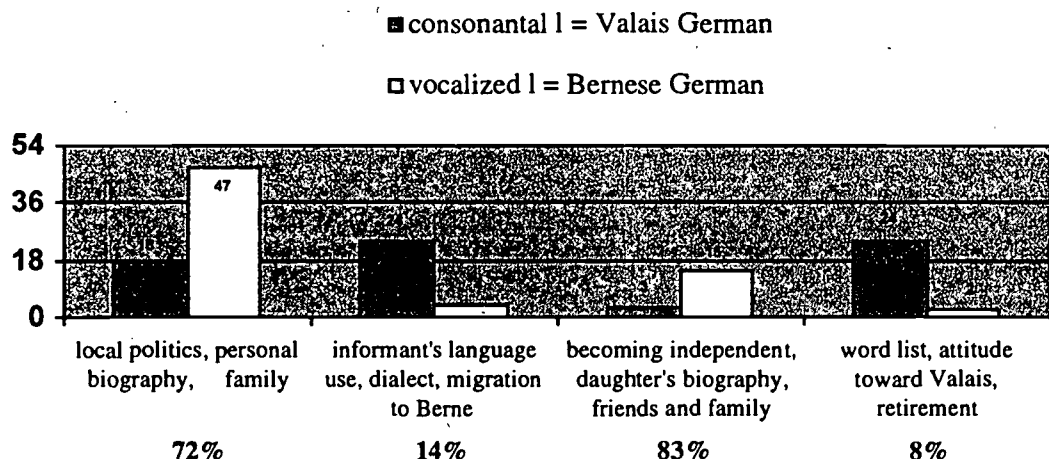 consonantal l = Valais German
vocalized l = Bernese German
54
36
18
0
47
local politics, personal biography, family
informant's language use, dialect, migration to Berne
becoming independent, daughter's biography, friends and family
word list, attitude toward Valais, retirement
72% 14% 83% 8%